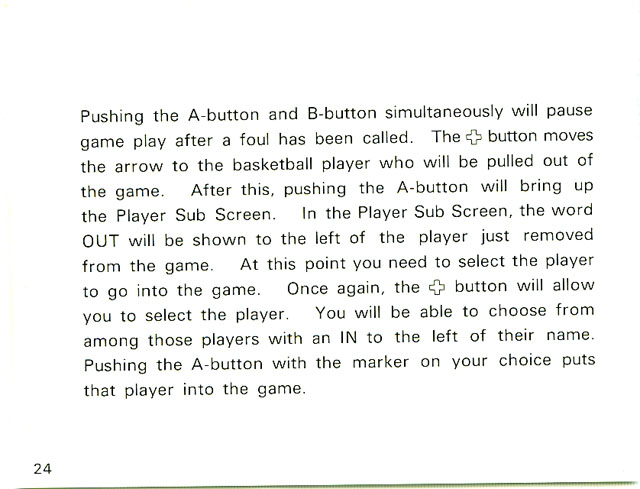 Pushing the A-button and B-button simultaneously will pause
game play after a foul has been called. The ✚ button moves
the arrow to the basketball player who will be pulled out of
the game. After this, pushing the A-button will bring up
the Player Sub Screen. In the Player Sub Screen, the word
OUT will be shown to the left of the player just removed
from the game. At this point you need to select the player
to go into the game. Once again, the ✚ button will allow
you to select the player. You will be able to choose from
among those players with an IN to the left of their name.
Pushing the A-button with the marker on your choice puts
that player into the game.
24